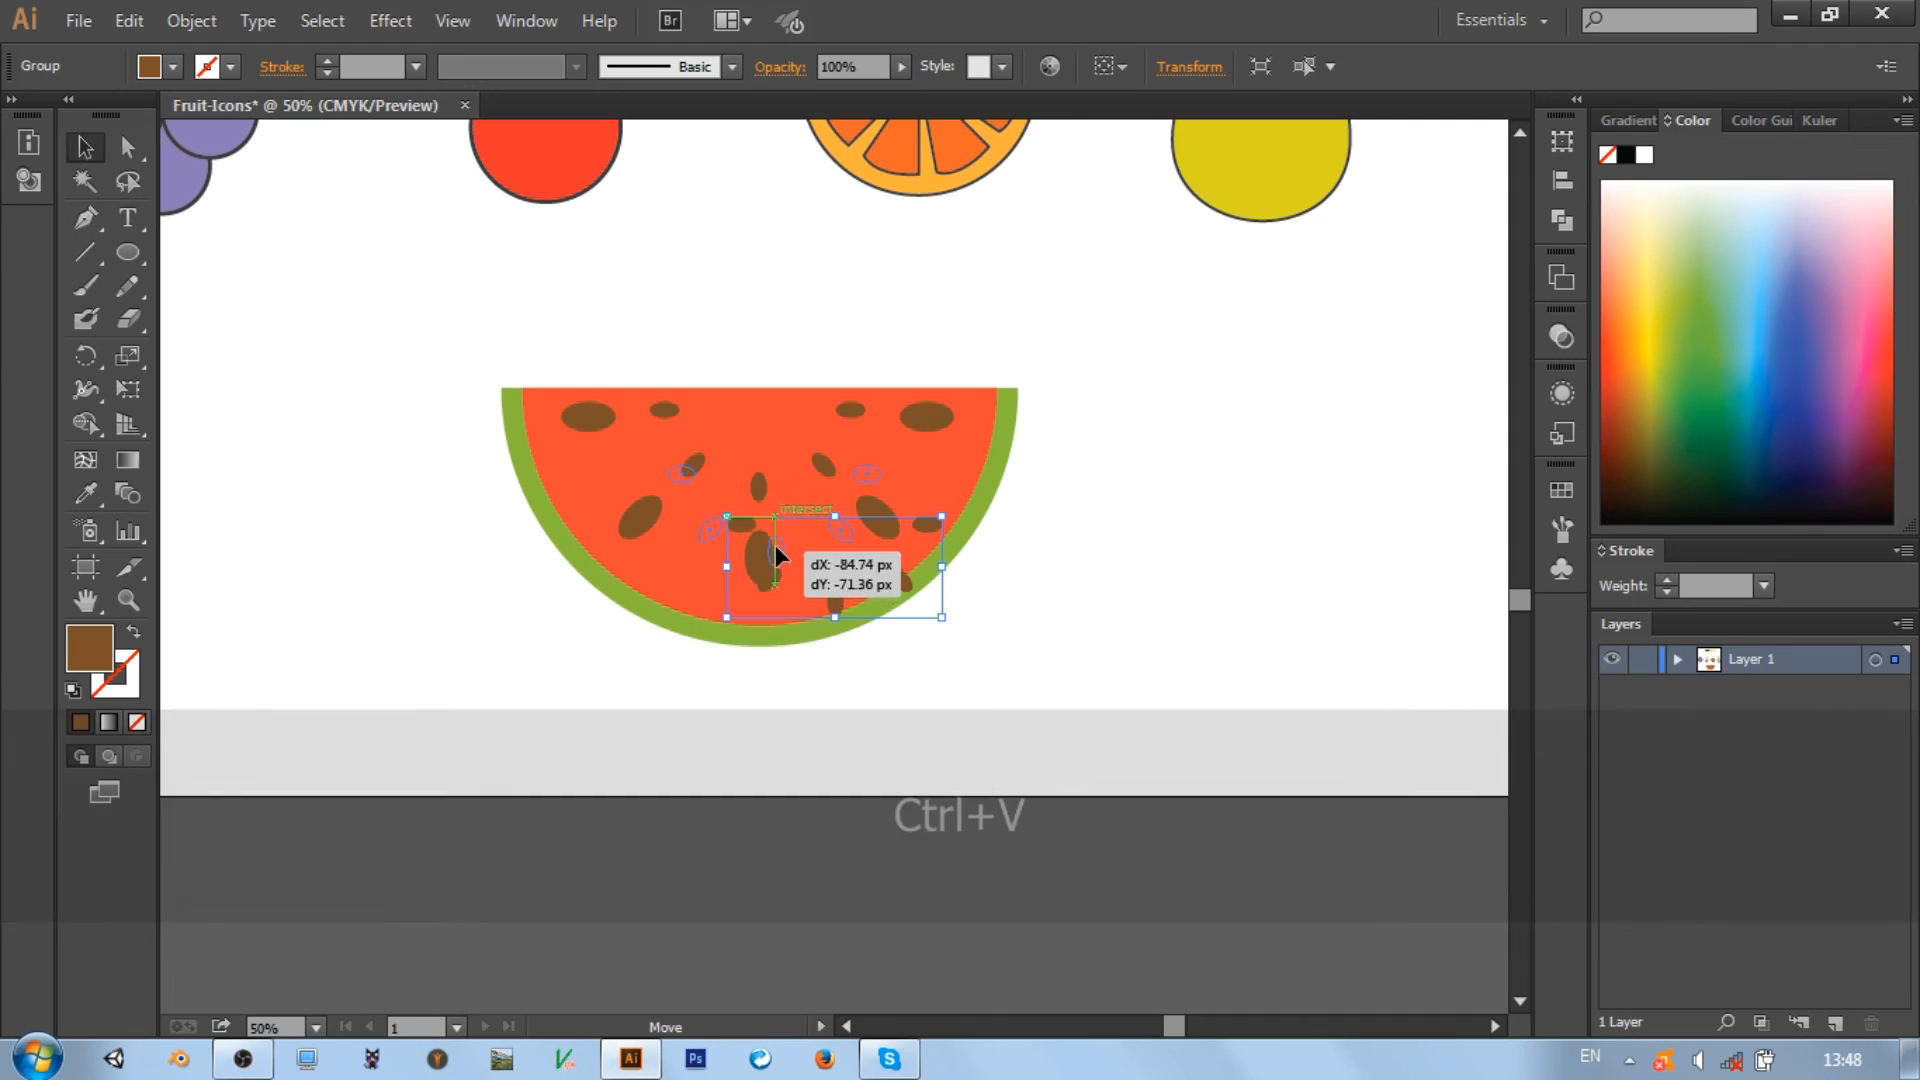 Ai File Edit Object Type Select Effect View Window Help Br Essentials
Group Stroke: Basic Opacity: 100% Style: Transform
Fruit-Icons* @ 50% (CMYK/Preview)
Gradient Color Color Gui Kuler
T
intersect
dX: -84.74 px
dY: -71.36 px
Stroke
Weight:
Layers
Layer 1
Ctrl+V
50% 1 Move
1 Layer
Ai Ps EN 13:48